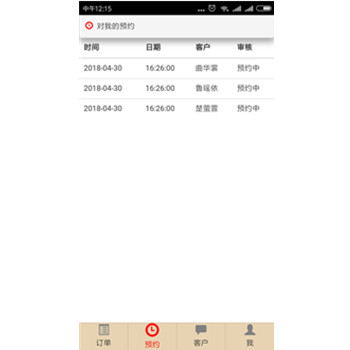 中午12:15
对我的预约
时间 日期 客户 审核
2018-04-30 16:26:00 曲华裳 预约中
2018-04-30 16:26:00 鲁瑶依 预约中
2018-04-30 16:26:00 楚萤萱 预约中
订单 预约 客户 我